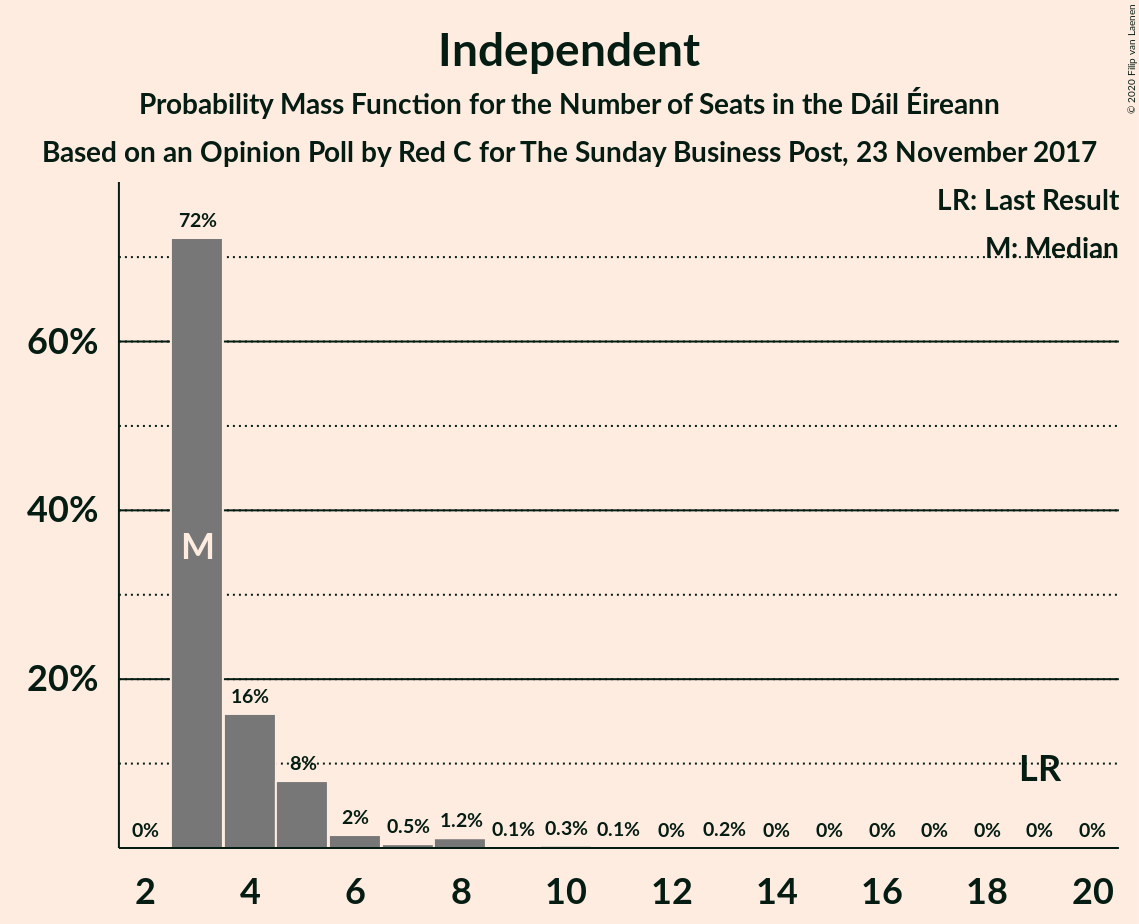 Independent
Probability Mass Function for the Number of Seats in the Dáil Éireann
Based on an Opinion Poll by Red C for The Sunday Business Post, 23 November 2017
© 2020 Filip van Laenen
LR: Last Result
M: Median
72%
60%
40%
M
20%
16%
8%
LR
0%
2%
0.5%
1.2%
0.1%
0.3%
0.1%
0%
0.2%
0%
0%
0%
0%
0%
0%
0%
2 4 6 8 10 12 14 16 18 20